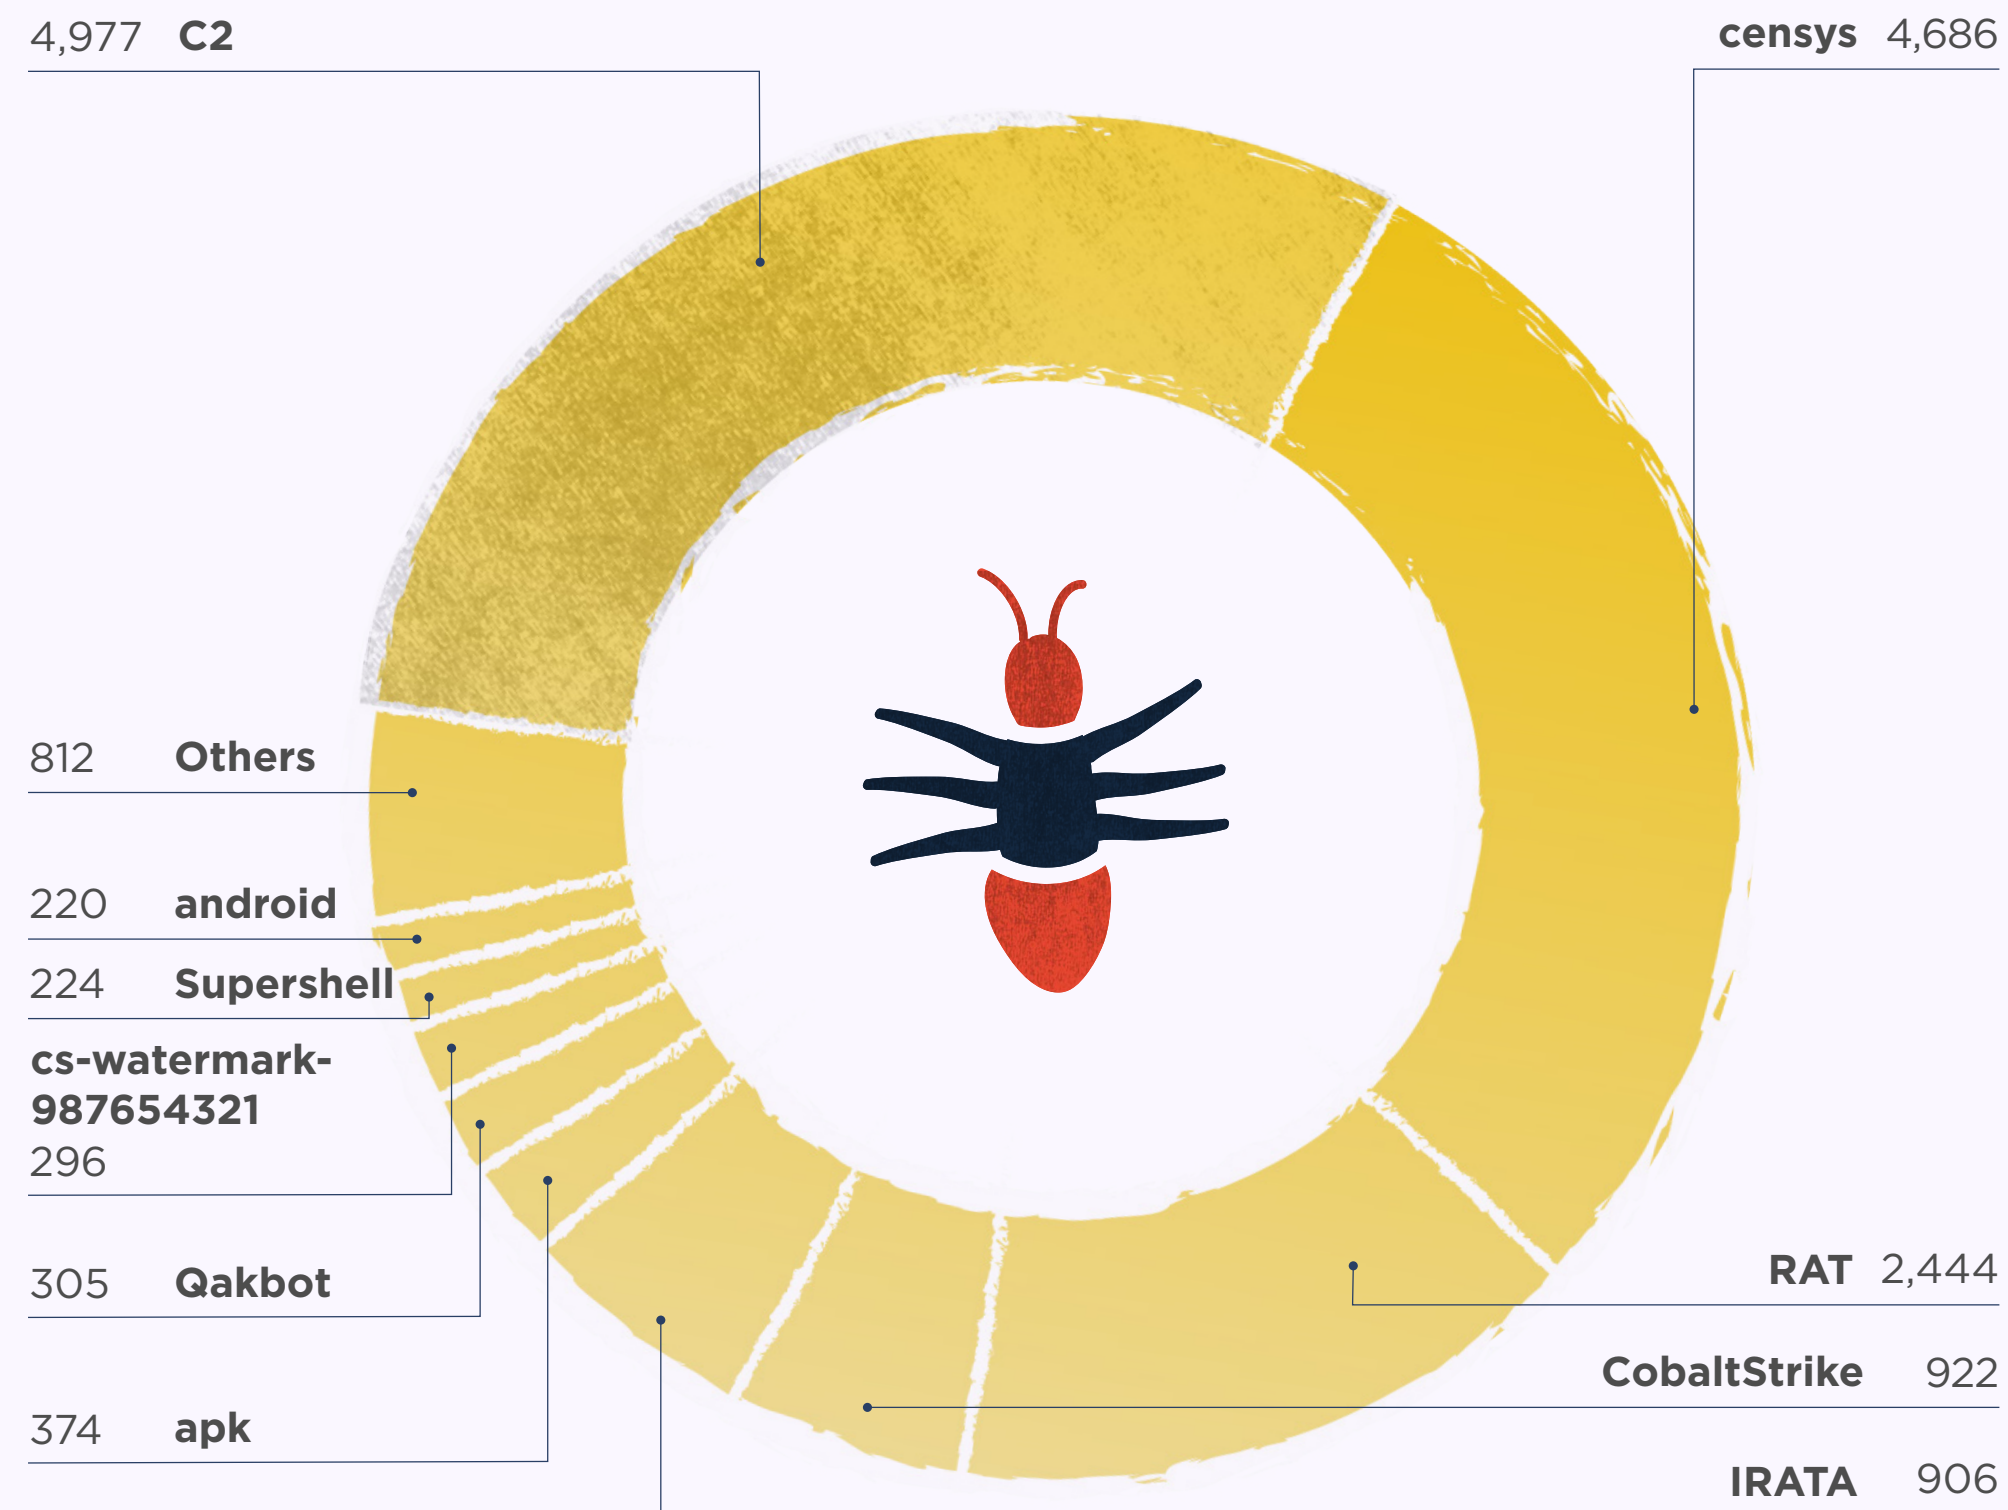 4,977 C2
censys 4,686
812 Others
220 android
224 Supershell
cs-watermark-
987654321
296
305 Qakbot
374 apk
RAT 2,444
CobaltStrike 922
IRATA 906